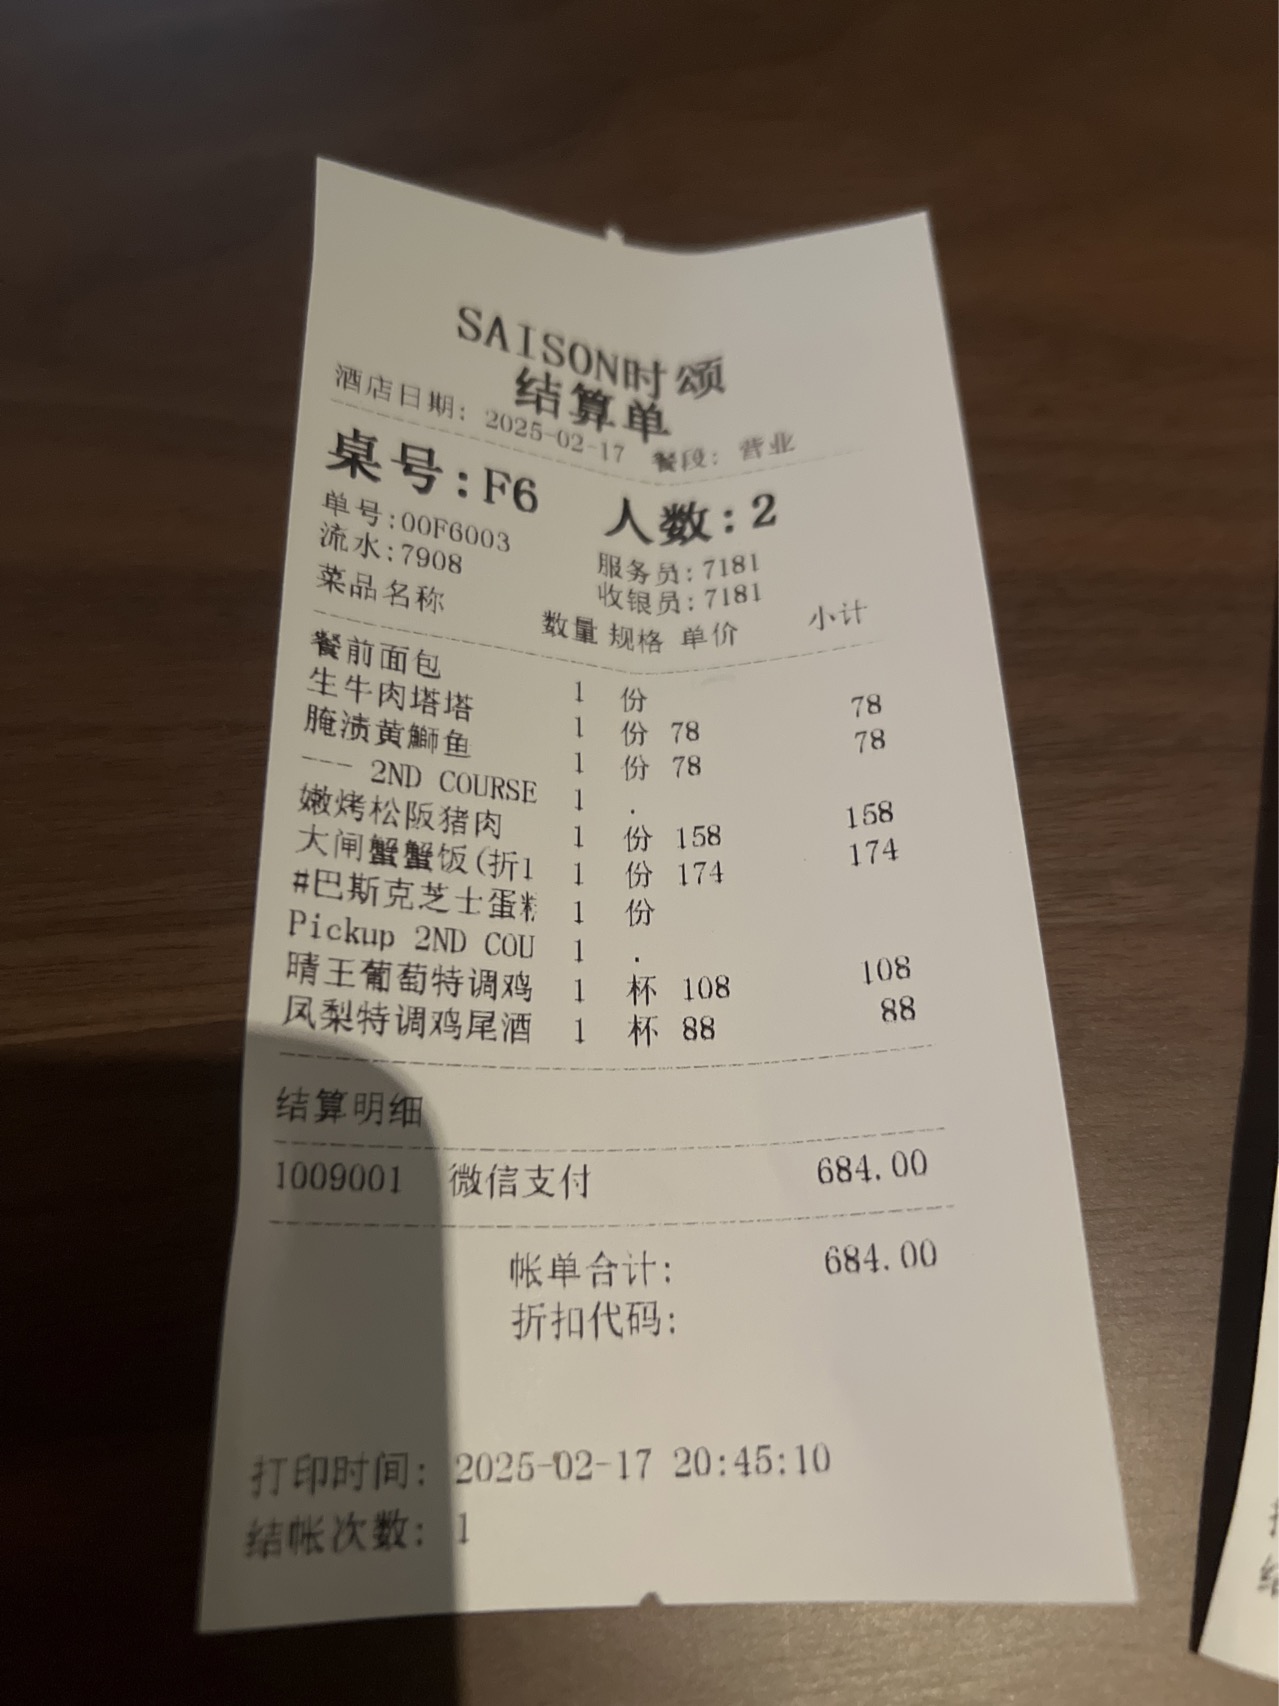 SAISON时颂
结算单
酒店日期: 2025-02-17 餐段: 营业
桌号:F6 人数:2
单号:00F6003 服务员:7181
流水:7908 收银员:7181
菜品名称 数量 规格 单价 小计
餐前面包 1 份
生牛肉塔塔 1 份 78 78
腌渍黄鰤鱼 1 份 78 78
--- 2ND COURSE 1 .
嫩烤松阪猪肉 1 份 158 158
大闸蟹蟹饭(折1 1 份 174 174
#巴斯克芝士蛋糕 1 份
Pickup 2ND COU 1 .
晴王葡萄特调鸡 1 杯 108 108
凤梨特调鸡尾酒 1 杯 88 88
结算明细
1009001 微信支付 684.00
帐单合计: 684.00
折扣代码:
打印时间: 2025-02-17 20:45:10
结帐次数: 1